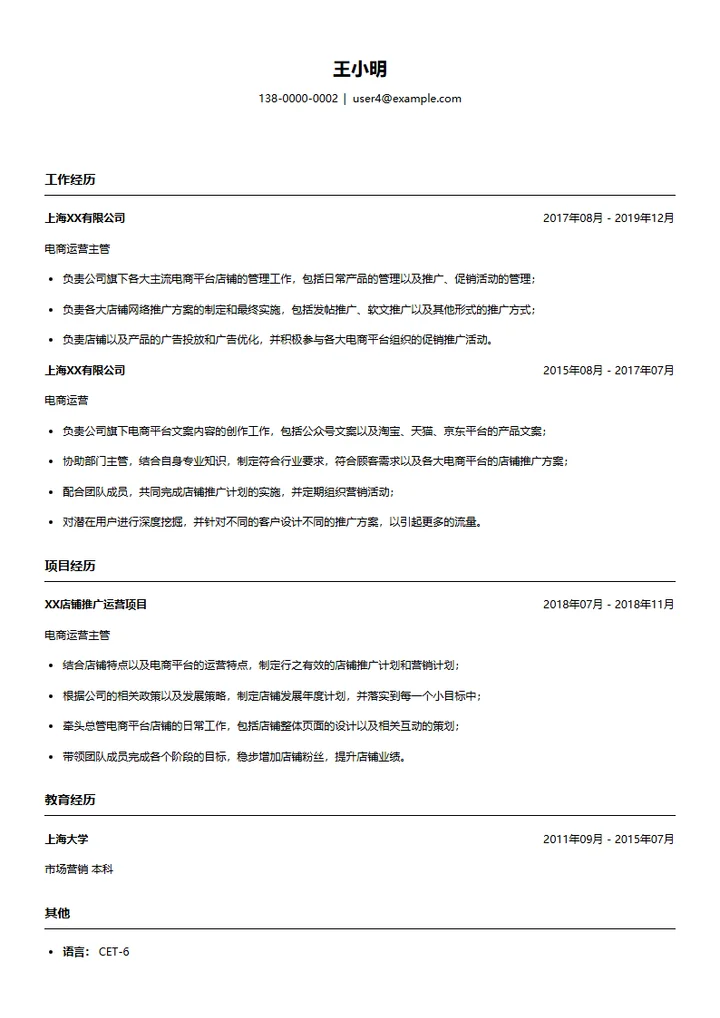 王小明
138-0000-0002 | user4@example.com
工作经历
上海XX有限公司 2017年08月 - 2019年12月
电商运营主管
• 负责公司旗下各大主流电商平台店铺的管理工作，包括日常产品的管理以及推广、促销活动的管理；
• 负责各大店铺网络推广方案的制定和最终实施，包括发帖推广、软文推广以及其他形式的推广方式；
• 负责店铺以及产品的广告投放和广告优化，并积极参与各大电商平台组织的促销推广活动。
上海XX有限公司 2015年08月 - 2017年07月
电商运营
• 负责公司旗下电商平台文案内容的创作工作，包括公众号文案以及淘宝、天猫、京东平台的产品文案；
• 协助部门主管，结合自身专业知识，制定符合行业要求，符合顾客需求以及各大电商平台的店铺推广方案；
• 配合团队成员，共同完成店铺推广计划的实施，并定期组织营销活动；
• 对潜在用户进行深度挖掘，并针对不同的客户设计不同的推广方案，以引起更多的流量。
项目经历
XX店铺推广运营项目 2018年07月 - 2018年11月
电商运营主管
• 结合店铺特点以及电商平台的运营特点，制定行之有效的店铺推广计划和营销计划；
• 根据公司的相关政策以及发展策略，制定店铺发展年度计划，并落实到每一个小目标中；
• 牵头总管电商平台店铺的日常工作，包括店铺整体页面的设计以及相关互动的策划；
• 带领团队成员完成各个阶段的目标，稳步增加店铺粉丝，提升店铺业绩。
教育经历
上海大学 2011年09月 - 2015年07月
市场营销 本科
其他
• 语言： CET-6